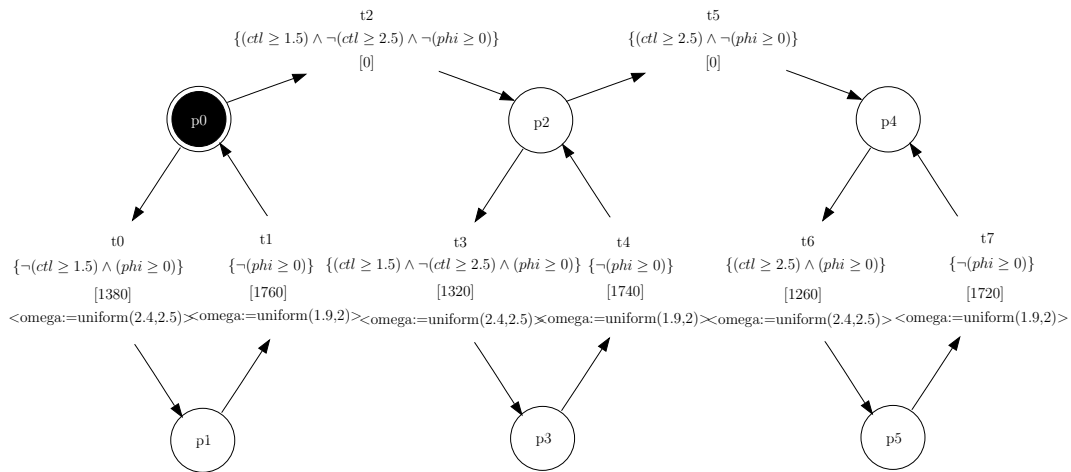 t2
{(ctl ≥ 1.5) ∧ ¬(ctl ≥ 2.5) ∧ ¬(phi ≥ 0)}
[0]
t5
{(ctl ≥ 2.5) ∧ ¬(phi ≥ 0)}
[0]
p0
p2
p4
t0
{¬(ctl ≥ 1.5) ∧ (phi ≥ 0)}
[1380]
<omega:=uniform(2.4,2.5)>
t1
{¬(phi ≥ 0)}
[1760]
<omega:=uniform(1.9,2)>
t3
{(ctl ≥ 1.5) ∧ ¬(ctl ≥ 2.5) ∧ (phi ≥ 0)}
[1320]
<omega:=uniform(2.4,2.5)>
t4
{¬(phi ≥ 0)}
[1740]
<omega:=uniform(1.9,2)>
t6
{(ctl ≥ 2.5) ∧ (phi ≥ 0)}
[1260]
<omega:=uniform(2.4,2.5)>
t7
{¬(phi ≥ 0)}
[1720]
<omega:=uniform(1.9,2)>
p1
p3
p5